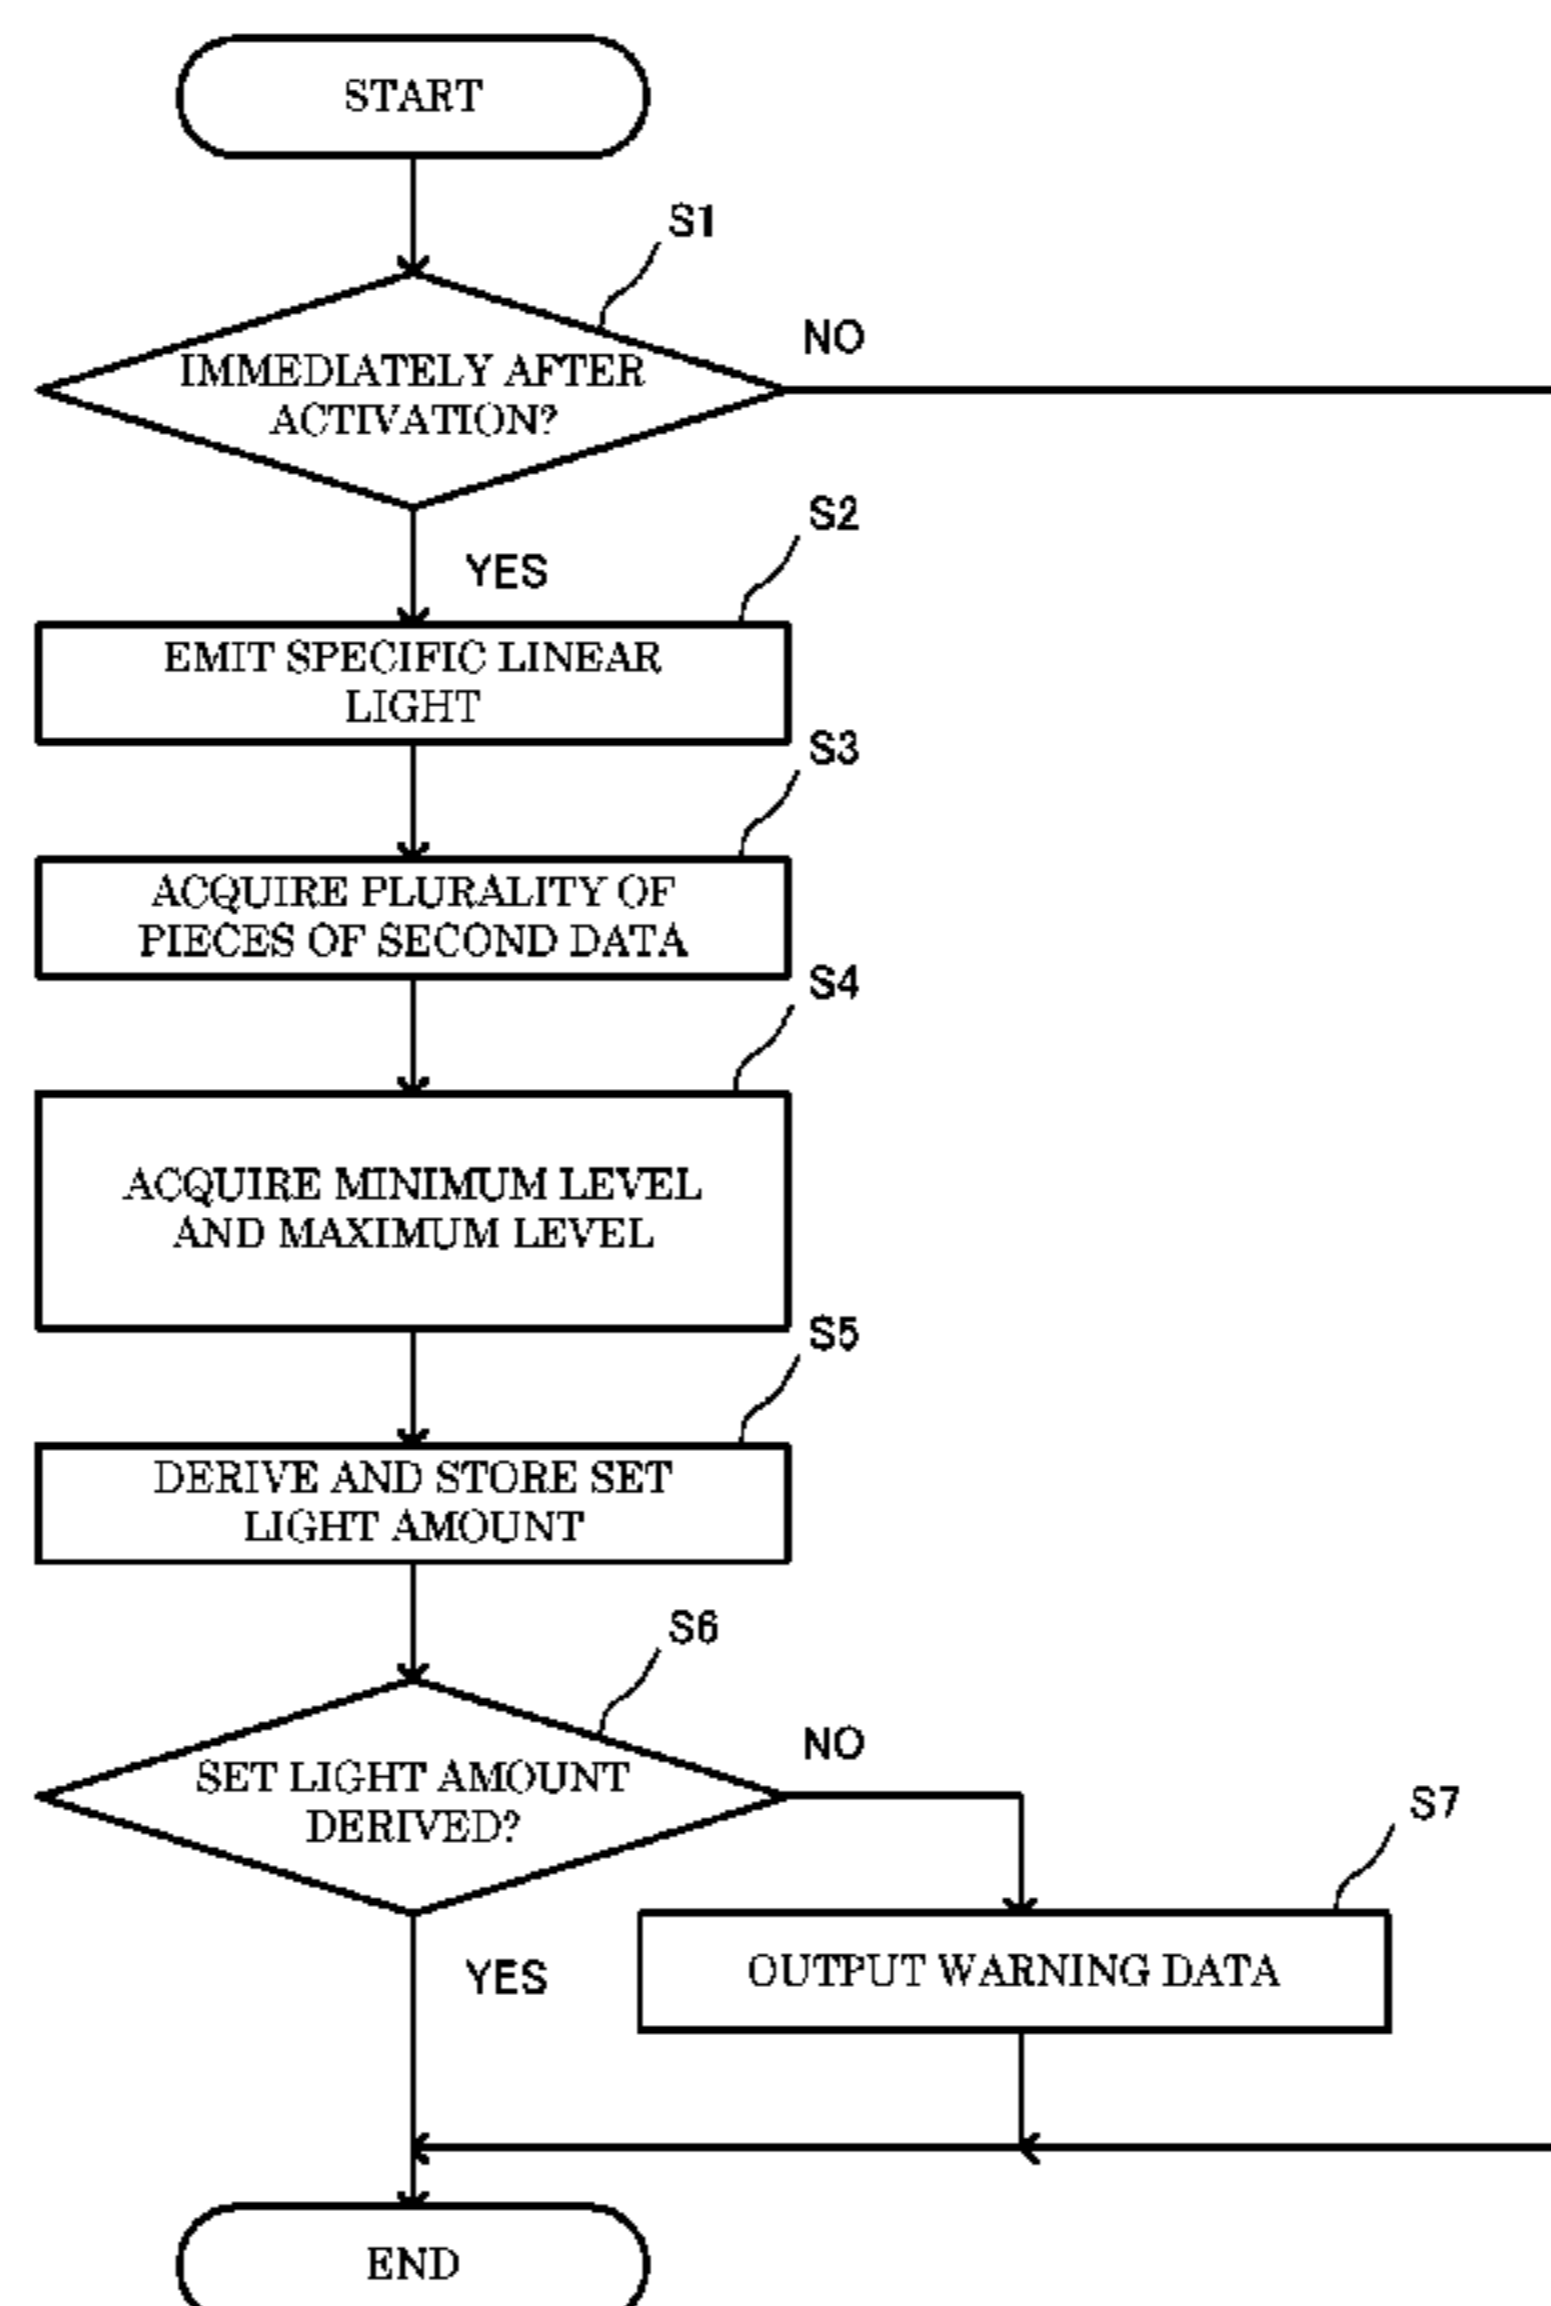 START
S1
IMMEDIATELY AFTER
ACTIVATION?
NO
YES
S2
EMIT SPECIFIC LINEAR
LIGHT
S3
ACQUIRE PLURALITY OF
PIECES OF SECOND DATA
S4
ACQUIRE MINIMUM LEVEL
AND MAXIMUM LEVEL
S5
DERIVE AND STORE SET
LIGHT AMOUNT
S6
SET LIGHT AMOUNT
DERIVED?
NO
YES
S7
OUTPUT WARNING DATA
END